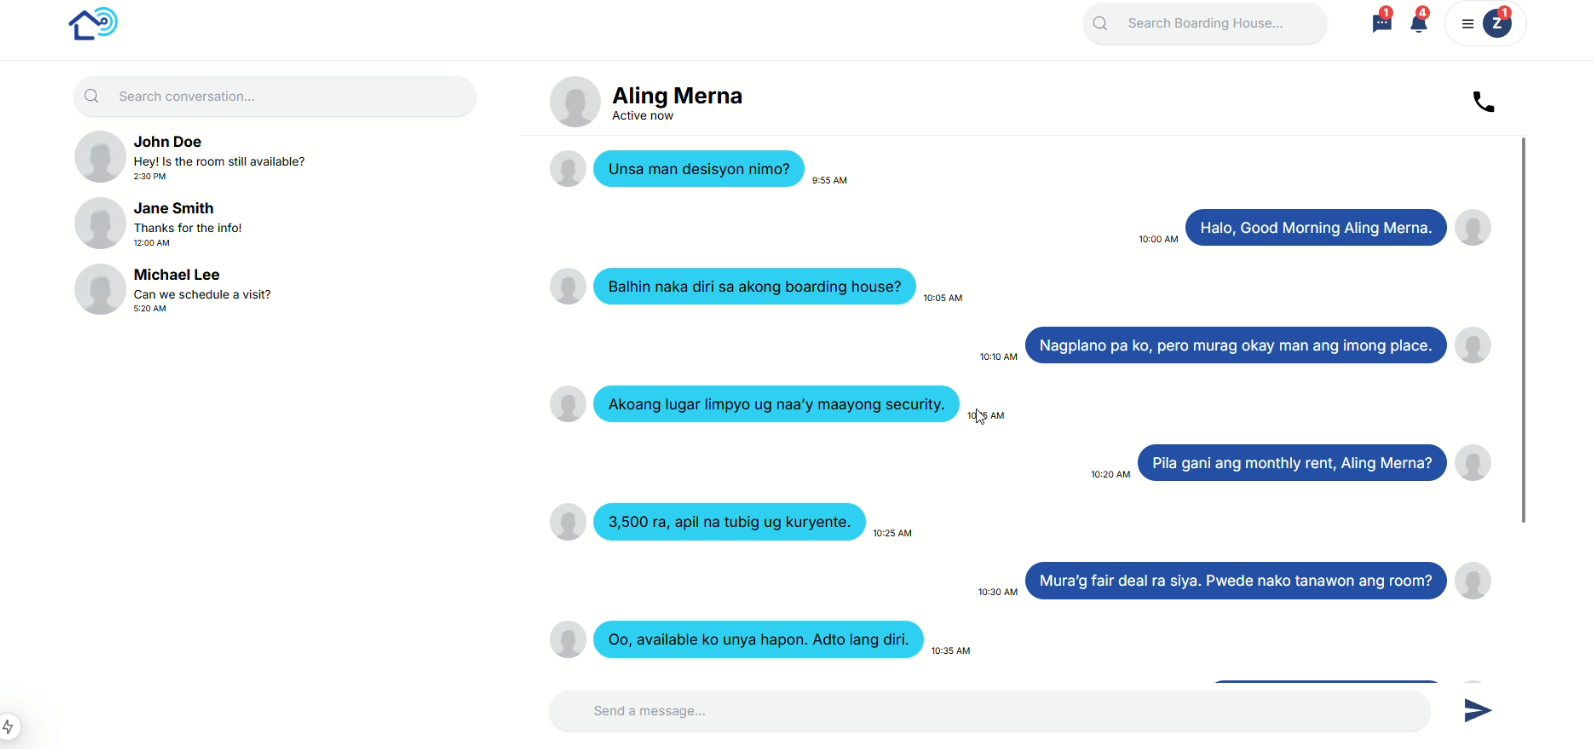 Search Boarding House...
1
4
Z
1
Search conversation...
John Doe
Hey! Is the room still available?
2:30 PM
Jane Smith
Thanks for the info!
12:00 AM
Michael Lee
Can we schedule a visit?
5:20 AM
Aling Merna
Active now
Unsa man desisyon nimo?
9:55 AM
Halo, Good Morning Aling Merna.
10:00 AM
Balhin naka diri sa akong boarding house?
10:05 AM
Nagplano pa ko, pero murag okay man ang imong place.
10:10 AM
Akoang lugar limpyo ug naa’y maayong security.
AM
Pila gani ang monthly rent, Aling Merna?
10:20 AM
3,500 ra, apil na tubig ug kuryente.
10:25 AM
Mura’g fair deal ra siya. Pwede nako tanawon ang room?
10:30 AM
Oo, available ko unya hapon. Adto lang diri.
10:35 AM
Send a message...